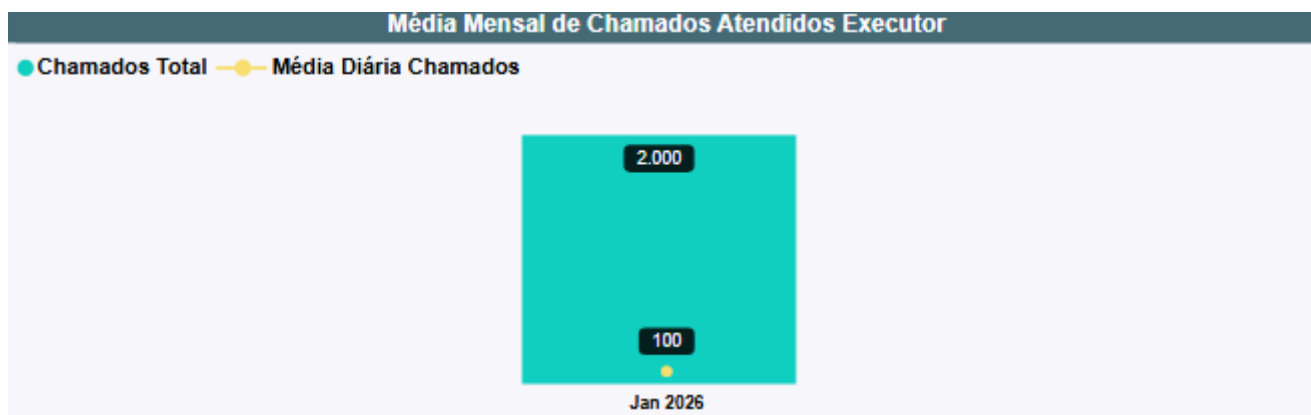 Média Mensal de Chamados Atendidos Executor
Chamados Total Média Diária Chamados
2.000
100
Jan 2026